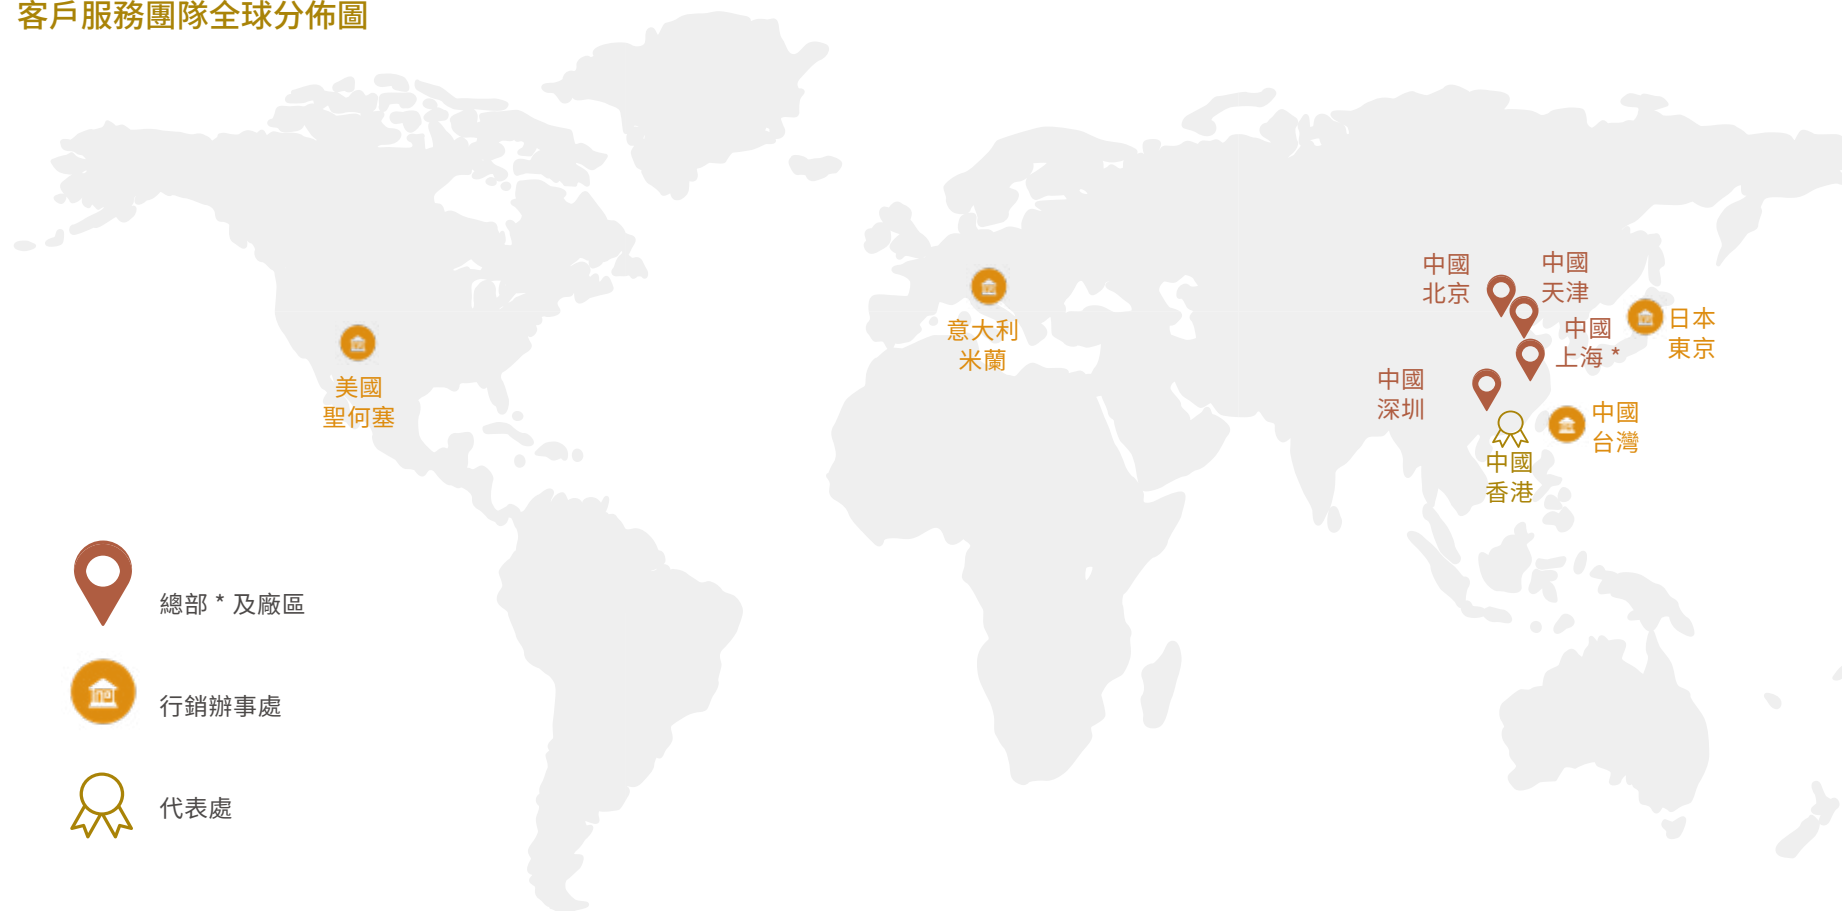 客戶服務團隊全球分佈圖
中國
北京
中國
天津
中國
上海 *
日本
東京
意大利
米蘭
美國
聖何塞
中國
深圳
中國
台灣
中國
香港
總部 * 及廠區
行銷辦事處
代表處